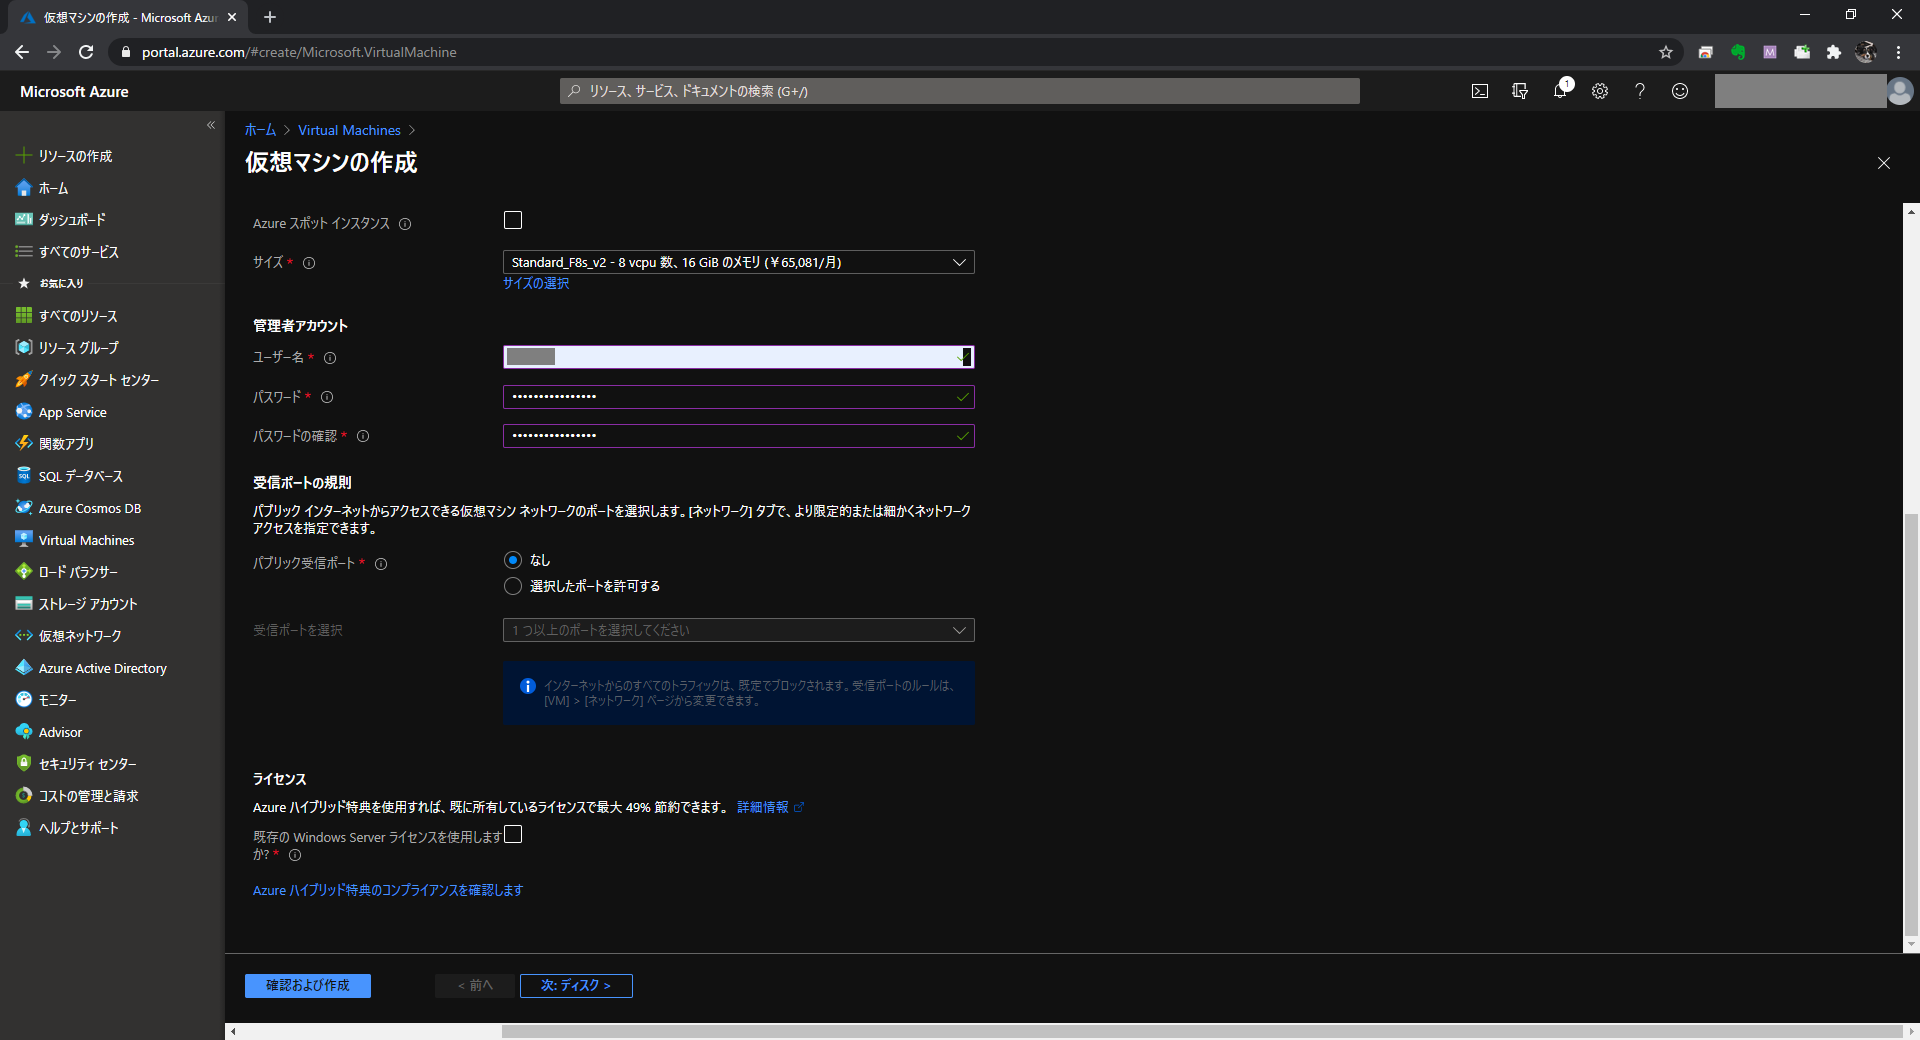 仮想マシンの作成 - Microsoft Azur
portal.azure.com/#create/Microsoft.VirtualMachine
Microsoft Azure
リソース、サービス、ドキュメントの検索 (G+/)
1
リソースの作成
ホーム
ダッシュボード
すべてのサービス
お気に入り
すべてのリソース
リソース グループ
クイック スタート センター
App Service
関数アプリ
SQL データベース
Azure Cosmos DB
Virtual Machines
ロード バランサー
ストレージ アカウント
仮想ネットワーク
Azure Active Directory
モニター
Advisor
セキュリティ センター
コストの管理と請求
ヘルプとサポート
ホーム > Virtual Machines >
仮想マシンの作成
Azure スポット インスタンス
サイズ *
Standard_F8s_v2 - 8 vcpu 数、16 GiB のメモリ (￥65,081/月)
サイズの選択
管理者アカウント
ユーザー名 *
パスワード *
••••••••••••••••
パスワードの確認 *
••••••••••••••••
受信ポートの規則
パブリック インターネットからアクセスできる仮想マシン ネットワークのポートを選択します。[ネットワーク] タブで、より限定的または細かくネットワーク
アクセスを指定できます。
パブリック受信ポート *
なし
選択したポートを許可する
受信ポートを選択
1 つ以上のポートを選択してください
インターネットからのすべてのトラフィックは、既定でブロックされます。受信ポートのルールは、
[VM] > [ネットワーク] ページから変更できます。
ライセンス
Azure ハイブリッド特典を使用すれば、既に所有しているライセンスで最大 49% 節約できます。 詳細情報
既存の Windows Server ライセンスを使用します
か? *
Azure ハイブリッド特典のコンプライアンスを確認します
確認および作成
< 前へ
次: ディスク >